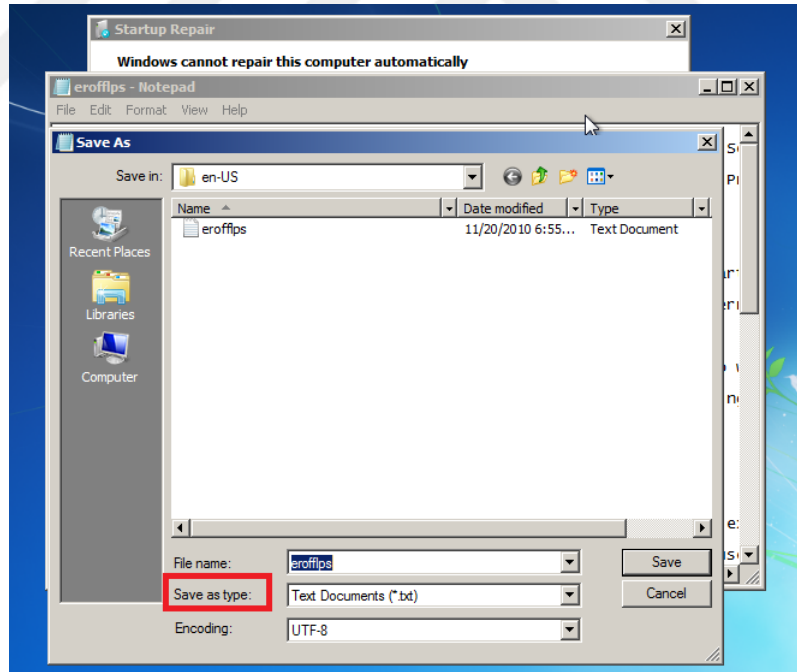 Startup Repair
Windows cannot repair this computer automatically
erofflps - Notepad
File Edit Format View Help
Save As
Save in: en-US
Name Date modified Type
erofflps 11/20/2010 6:55... Text Document
Recent Places
Libraries
Computer
File name: erofflps Save
Save as type: Text Documents (*.txt) Cancel
Encoding: UTF-8